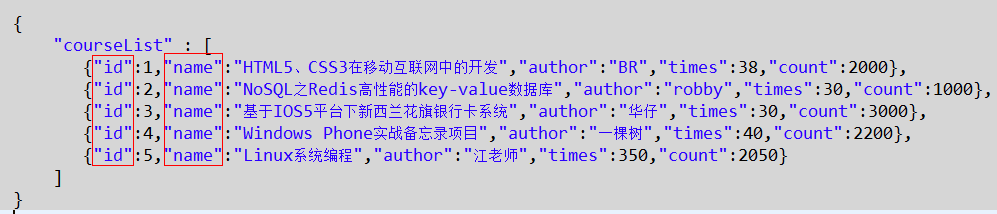 {
"courseList" : [
{"id":1,"name":"HTML5、CSS3在移动互联网中的开发","author":"BR","times":38,"count":2000},
{"id":2,"name":"NoSQL之Redis高性能的key-value数据库","author":"robby","times":30,"count":1000},
{"id":3,"name":"基于IOS5平台下新西兰花旗银行卡系统","author":"华仔","times":30,"count":3000},
{"id":4,"name":"Windows Phone实战备忘录项目","author":"一棵树","times":40,"count":2200},
{"id":5,"name":"Linux系统编程","author":"江老师","times":350,"count":2050}
]
}